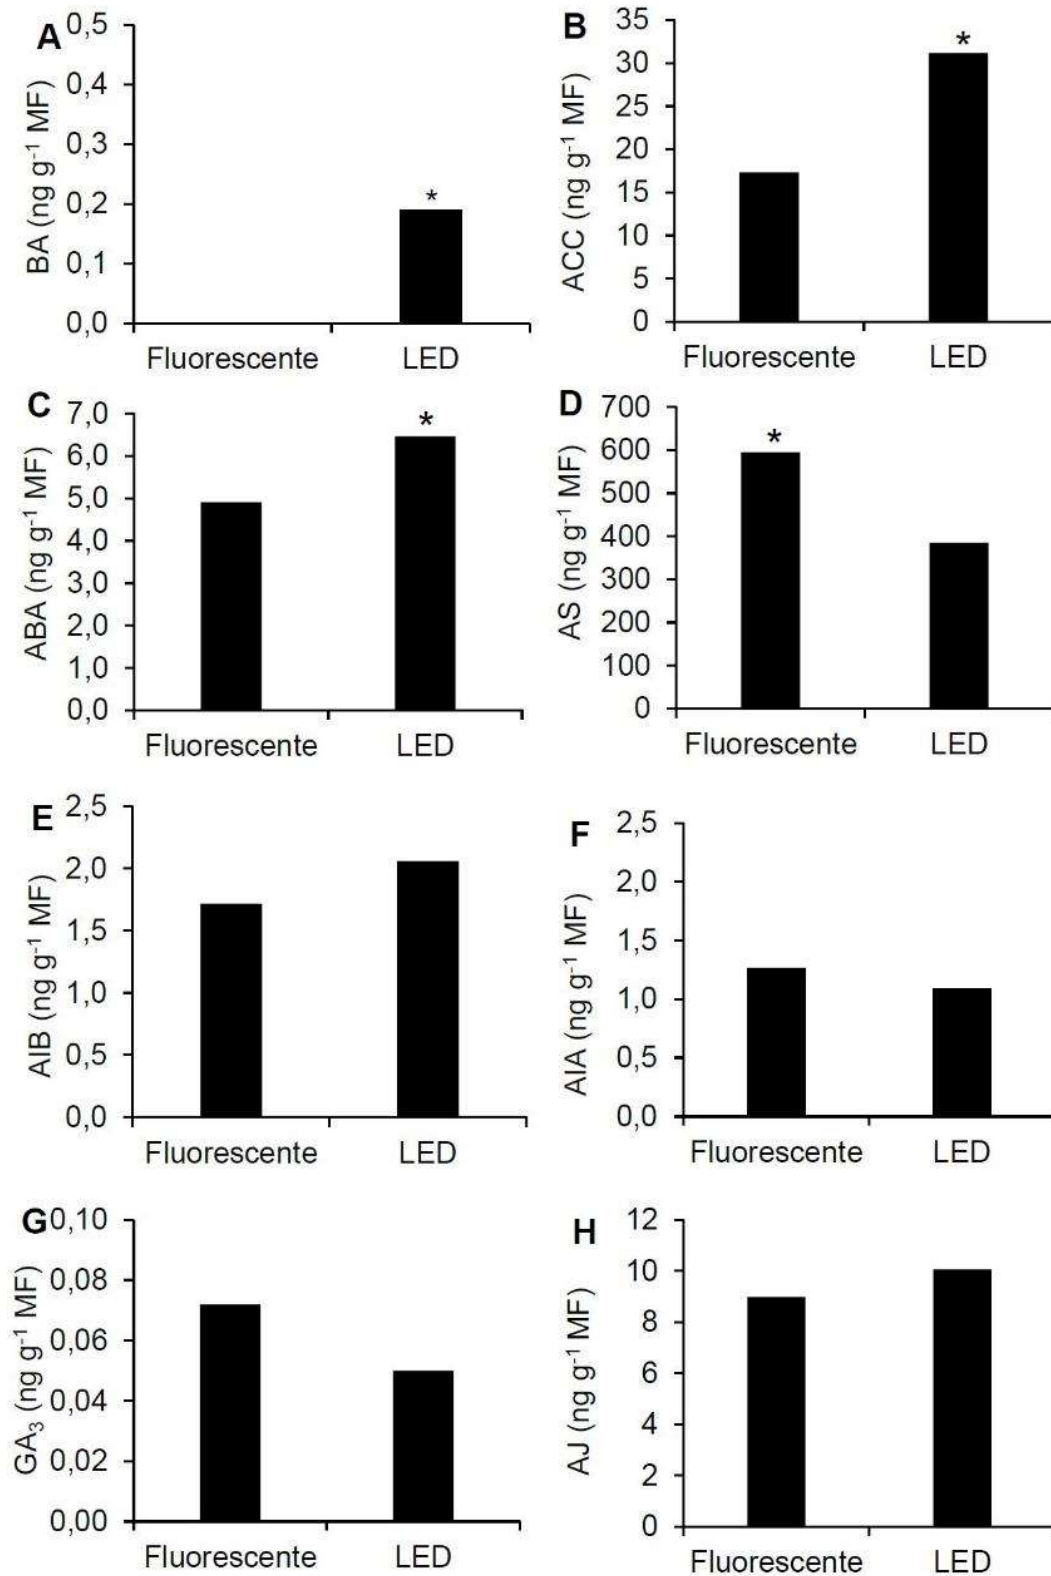 A
BA (ng g⁻¹ MF)
0,5
0,4
0,3
0,2
0,1
0,0
*
Fluorescente LED
B
ACC (ng g⁻¹ MF)
35
30
25
20
15
10
5
0
*
Fluorescente LED
C
ABA (ng g⁻¹ MF)
7,0
6,0
5,0
4,0
3,0
2,0
1,0
0,0
*
Fluorescente LED
D
AS (ng g⁻¹ MF)
700
600
500
400
300
200
100
0
*
Fluorescente LED
E
AIB (ng g⁻¹ MF)
2,5
2,0
1,5
1,0
0,5
0,0
Fluorescente LED
F
AIA (ng g⁻¹ MF)
2,5
2,0
1,5
1,0
0,5
0,0
Fluorescente LED
G
GA₃ (ng g⁻¹ MF)
0,10
0,08
0,06
0,04
0,02
0,00
Fluorescente LED
H
AJ (ng g⁻¹ MF)
12
10
8
6
4
2
0
Fluorescente LED